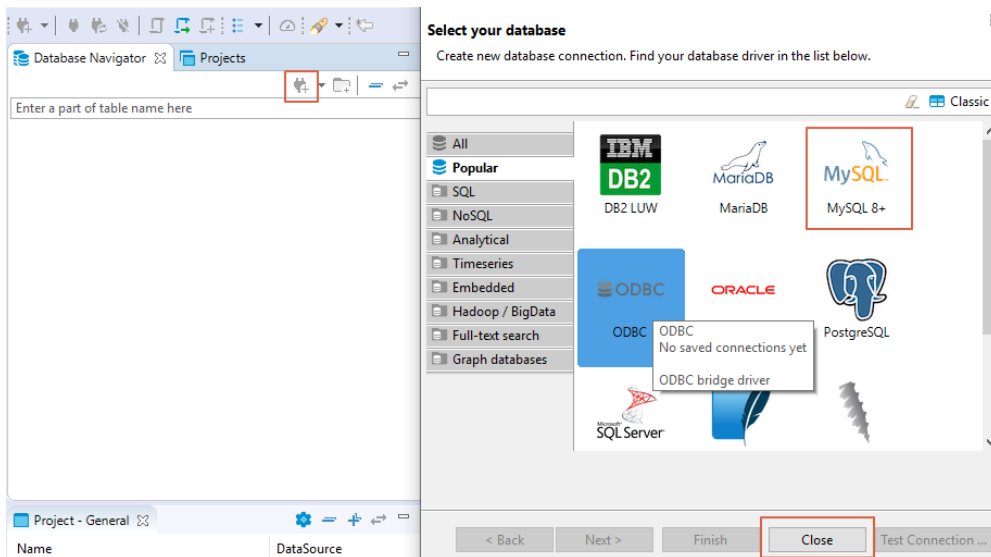 Database Navigator
Projects
Enter a part of table name here
Project - General
Name
DataSource
Select your database
Create new database connection. Find your database driver in the list below.
Classic
All
Popular
SQL
NoSQL
Analytical
Timeseries
Embedded
Hadoop / BigData
Full-text search
Graph databases
IBM
DB2
DB2 LUW
MariaDB
MariaDB
MySQL
MySQL 8+
ODBC
ODBC
ORACLE
PostgreSQL
ODBC
No saved connections yet
ODBC bridge driver
Microsoft
SQL Server
< Back
Next >
Finish
Close
Test Connection ...